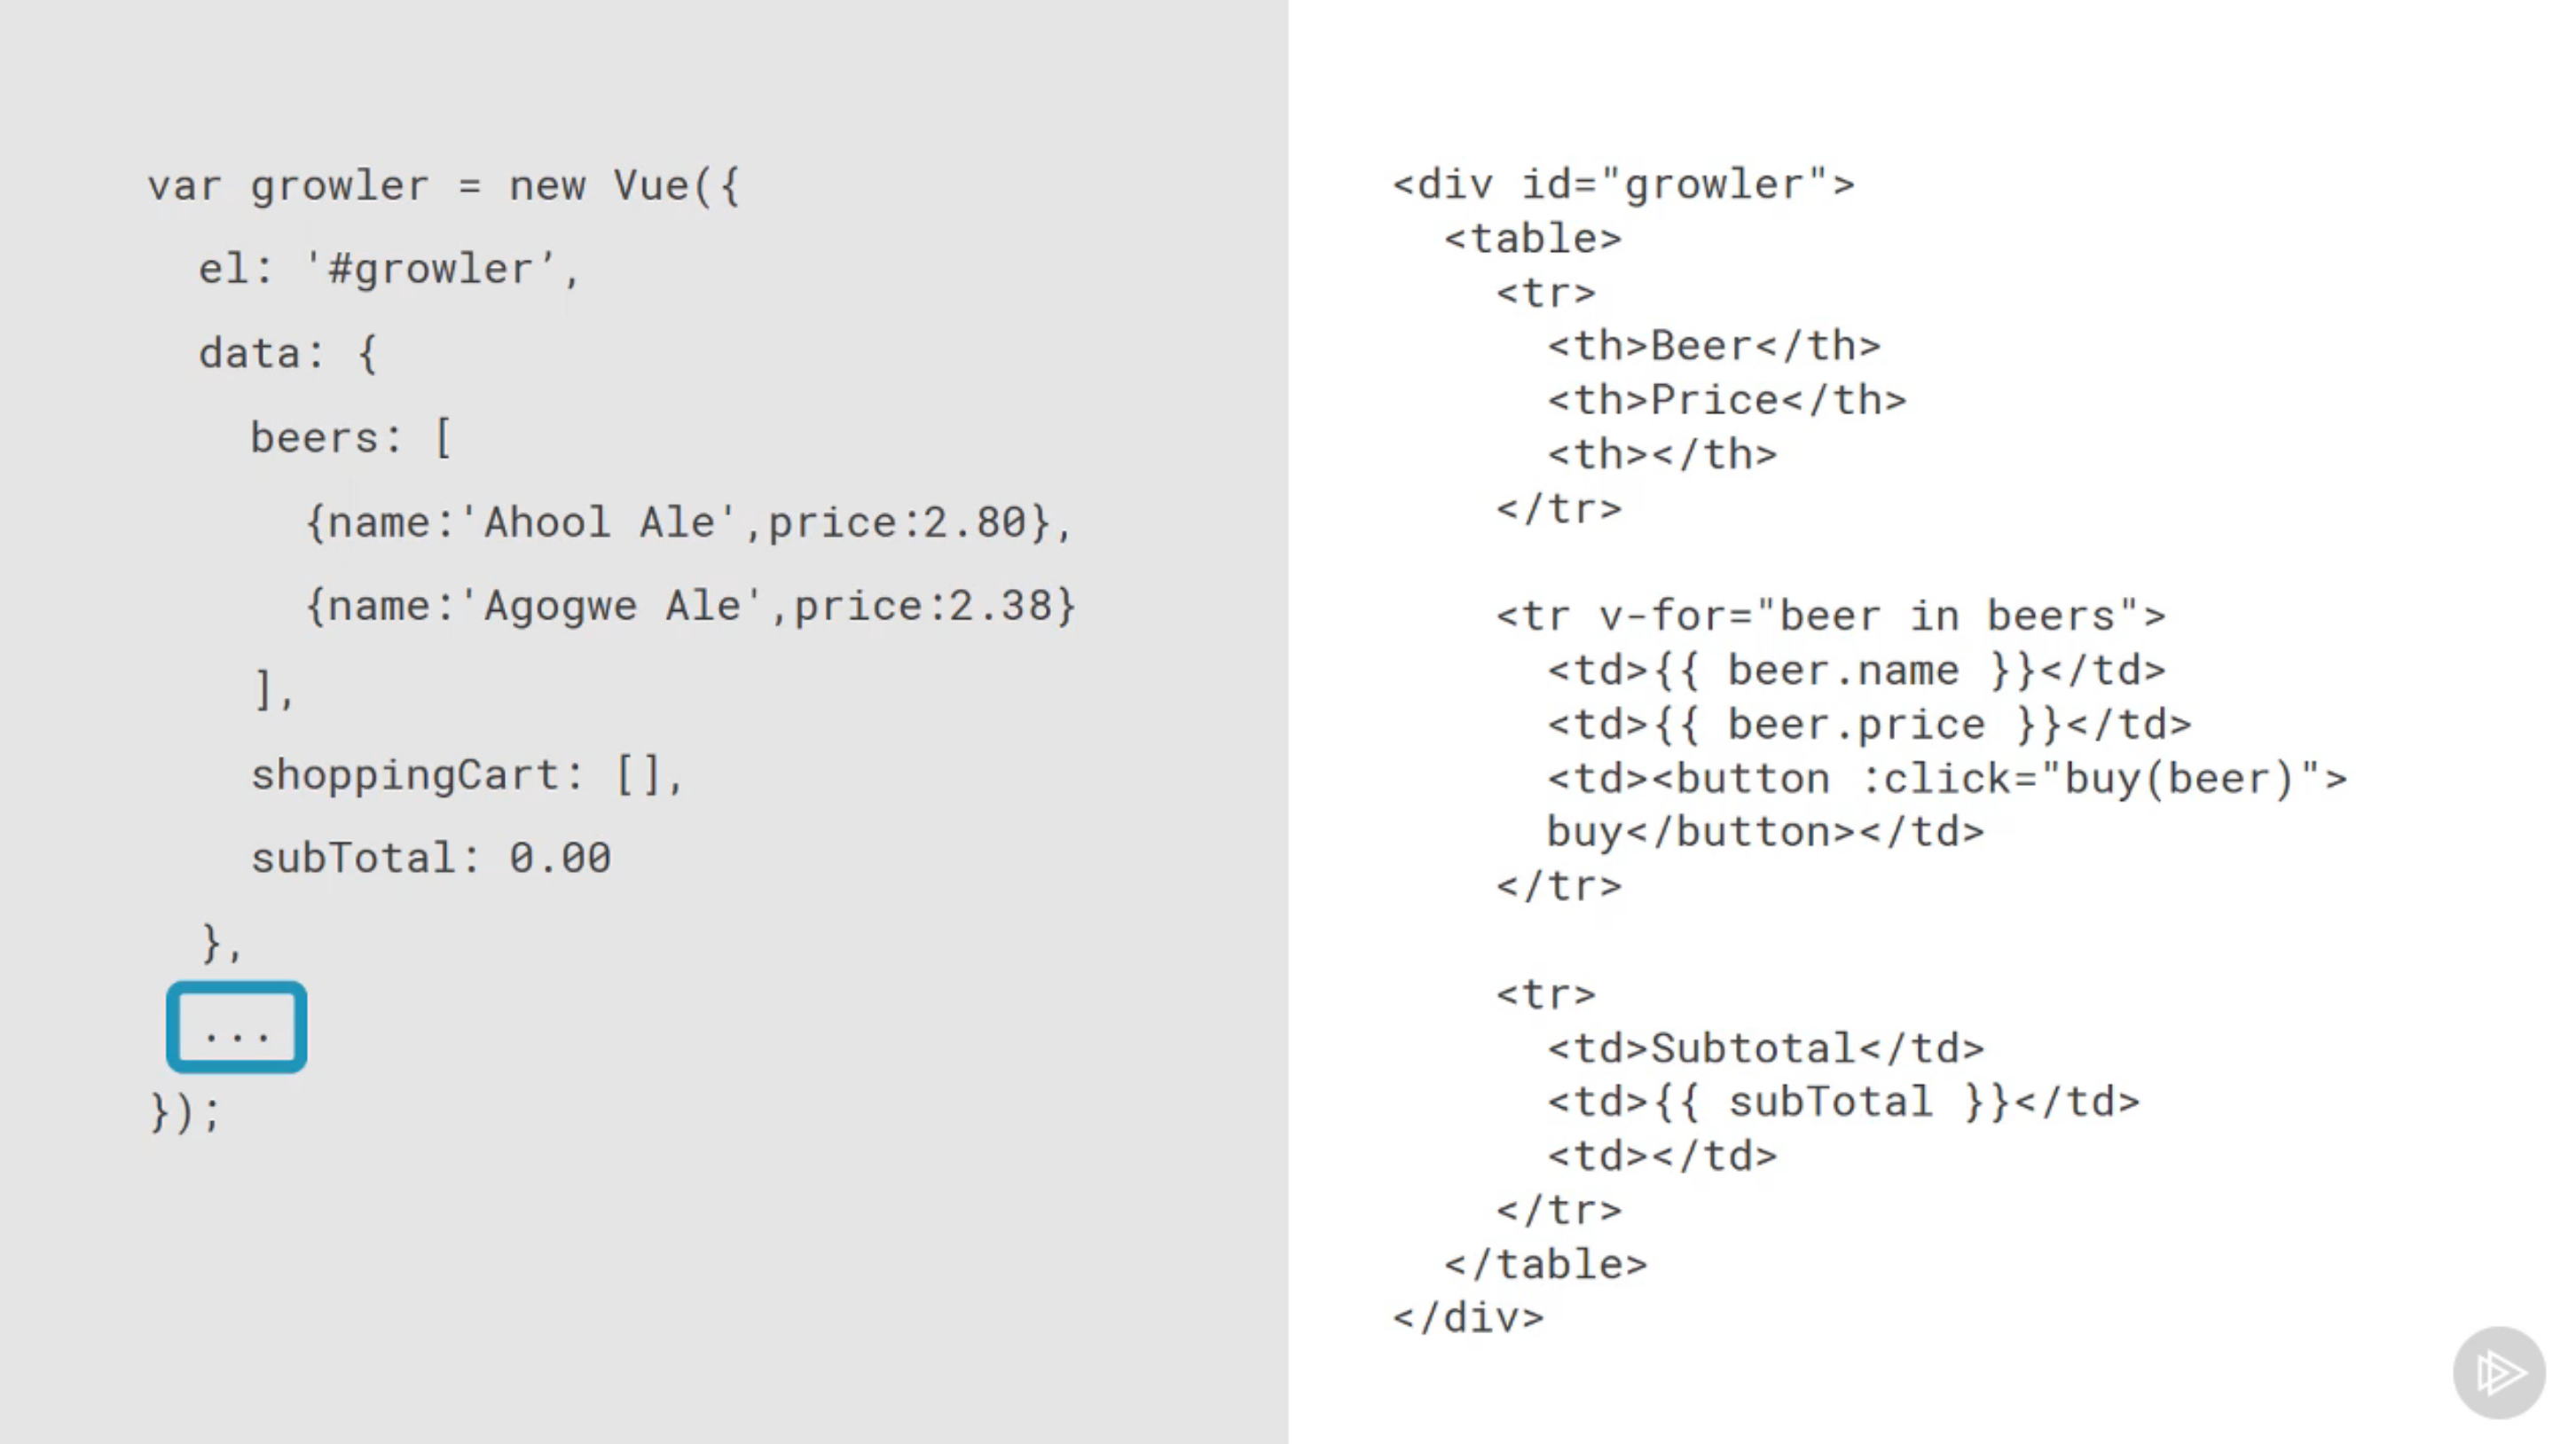 var growler = new Vue({
el: '#growler’,
data: {
beers: [
{name:'Ahool Ale',price:2.80},
{name:'Agogwe Ale',price:2.38}
],
shoppingCart: [],
subTotal: 0.00
},
...
});
<div id="growler">
<table>
<tr>
<th>Beer</th>
<th>Price</th>
<th></th>
</tr>
<tr v-for="beer in beers">
<td>{{ beer.name }}</td>
<td>{{ beer.price }}</td>
<td><button :click="buy(beer)">
buy</button></td>
</tr>
<tr>
<td>Subtotal</td>
<td>{{ subTotal }}</td>
<td></td>
</tr>
</table>
</div>